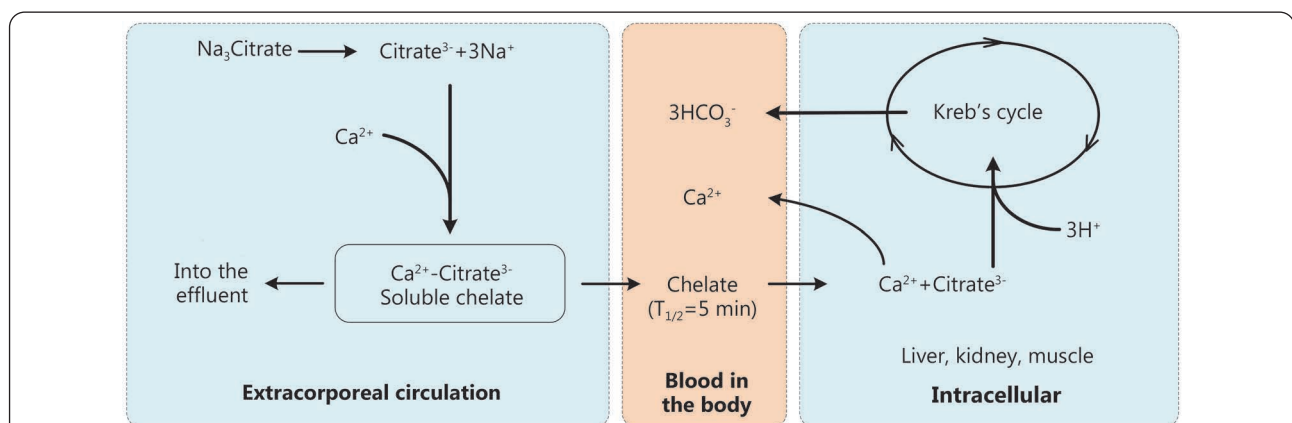 Na₃Citrate
Citrate³⁻+3Na⁺
Ca²⁺
Ca²⁺-Citrate³⁻
Soluble chelate
Into the
effluent
Extracorporeal circulation
3HCO₃⁻
Ca²⁺
Chelate
(T₁/₂=5 min)
Blood in
the body
Kreb's cycle
3H⁺
Ca²⁺+Citrate³⁻
Liver, kidney, muscle
Intracellular